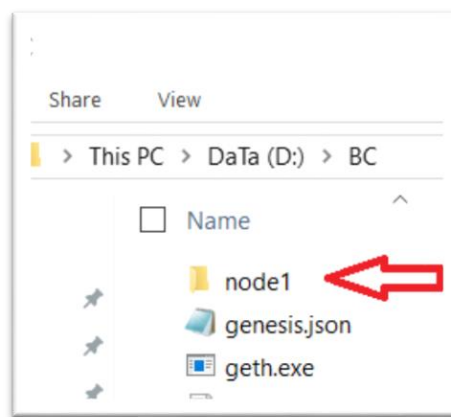 Share View
> This PC > DaTa (D:) > BC
Name
node1
genesis.json
geth.exe